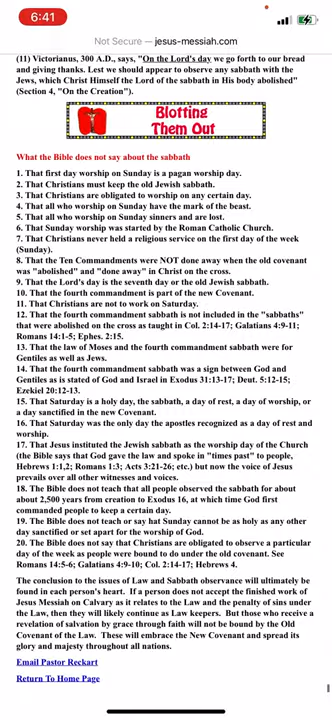 6:41
Not Secure — jesus-messiah.com
(11) Victorianus, 300 A.D., says, "On the Lord's day we go forth to our bread
and giving thanks. Lest we should appear to observe any sabbath with the
Jews, which Christ Himself the Lord of the sabbath in His body abolished"
(Section 4, "On the Creation").
Blotting
Them Out
What the Bible does not say about the sabbath
1. That first day worship on Sunday is a pagan worship day.
2. That Christians must keep the old Jewish sabbath.
3. That Christians are obligated to worship on any certain day.
4. That all who worship on Sunday have the mark of the beast.
5. That all who worship on Sunday sinners and are lost.
6. That Sunday worship was started by the Roman Catholic Church.
7. That Christians never held a religious service on the first day of the week
(Sunday).
8. That the Ten Commandments were NOT done away when the old covenant
was "abolished" and "done away" in Christ on the cross.
9. That the Lord's day is the seventh day or the old Jewish sabbath.
10. That the fourth commandment is part of the new Covenant.
11. That Christians are not to work on Saturday.
12. That the fourth commandment sabbath is not included in the "sabbaths"
that were abolished on the cross as taught in Col. 2:14-17; Galatians 4:9-11;
Romans 14:1-5; Ephes. 2:15.
13. That the law of Moses and the fourth commandment sabbath were for
Gentiles as well as Jews.
14. That the fourth commandment sabbath was a sign between God and
Gentiles as is stated of God and Israel in Exodus 31:13-17; Deut. 5:12-15;
Ezekiel 20:12-13.
15. That Saturday is a holy day, the sabbath, a day of rest, a day of worship, or
a day sanctified in the new Covenant.
16. That Saturday was the only day the apostles recognized as a day of rest and
worship.
17. That Jesus instituted the Jewish sabbath as the worship day of the Church
(the Bible says that God gave the law and spoke in "times past" to people,
Hebrews 1:1,2; Romans 1:3; Acts 3:21-26; etc.) but now the voice of Jesus
prevails over all other witnesses and voices.
18. The Bible does not teach that all people observed the sabbath for about
about 2,500 years from creation to Exodus 16, at which time God first
commanded people to keep a certain day.
19. The Bible does not teach or say hat Sunday cannot be as holy as any other
day sanctified or set apart for the worship of God.
20. The Bible does not say that Christians are obligated to observe a particular
day of the week as people were bound to do under the old covenant. See
Romans 14:5-6; Galatians 4:9-10; Col. 2:14-17; Hebrews 4.
The conclusion to the issues of Law and Sabbath observance will ultimately be
found in each person's heart. If a person does not accept the finished work of
Jesus Messiah on Calvary as it relates to the Law and the penalty of sins under
the Law, then they will likely continue as Law keepers. But those who receive a
revelation of salvation by grace through faith will not be bound by the Old
Covenant of the Law. These will embrace the New Covenant and spread its
glory and majesty throughout all nations.
Email Pastor Reckart
Return To Home Page